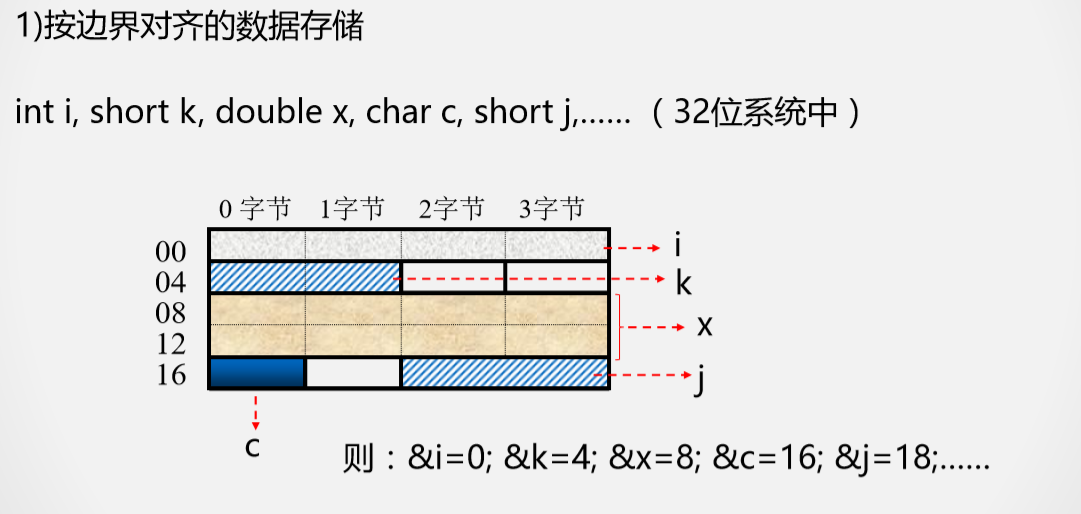 1)按边界对齐的数据存储
int i, short k, double x, char c, short j,...... （32位系统中）
0 字节 1字节 2字节 3字节
00
i
04
k
08
x
12
16
j
c
则：&i=0; &k=4; &x=8; &c=16; &j=18;......